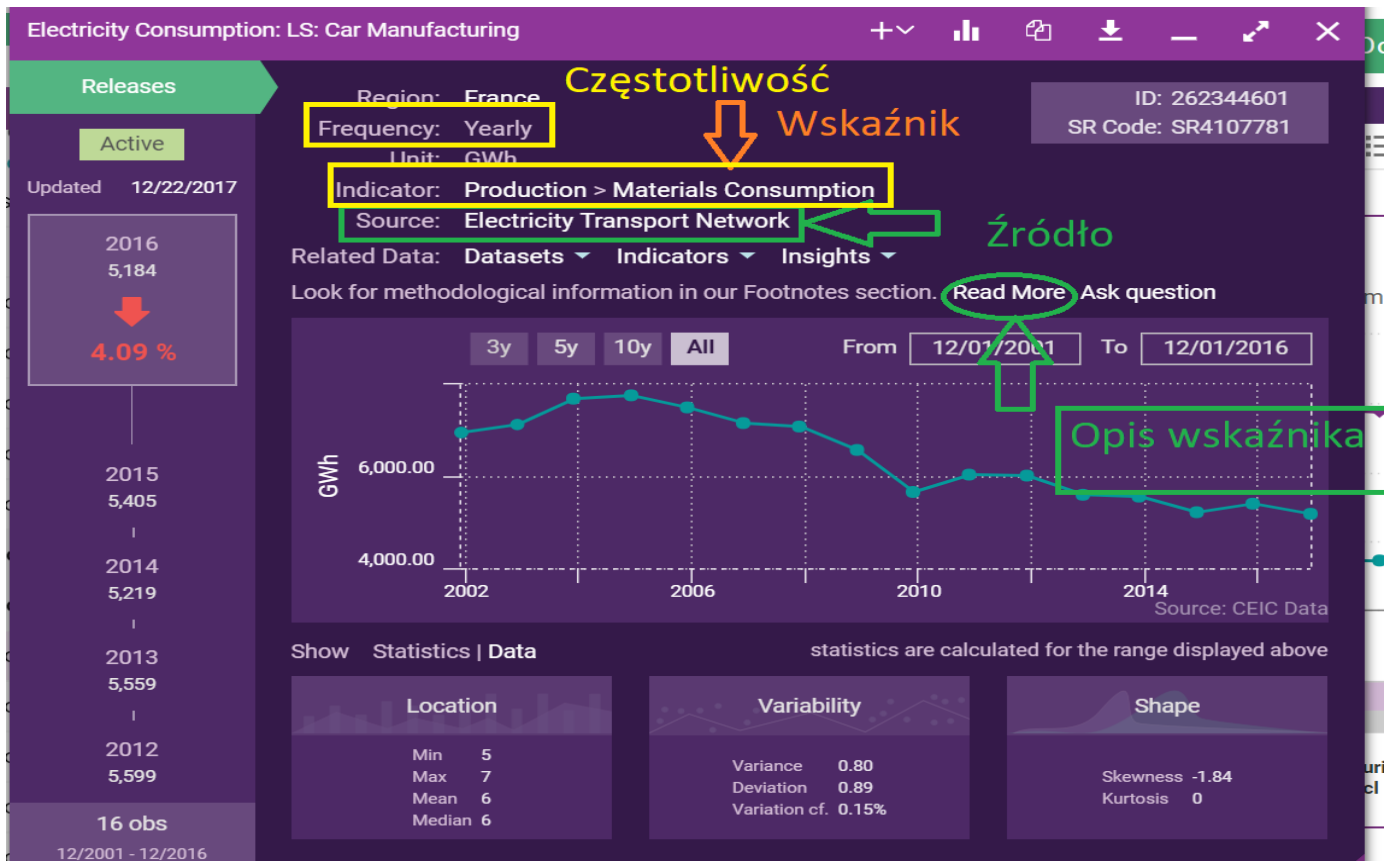 Electricity Consumption: LS: Car Manufacturing
Releases
Active
Updated 12/22/2017
2016
5,184
4.09 %
2015
5,405
2014
5,219
2013
5,559
2012
5,599
16 obs
12/2001 - 12/2016
Częstotliwość
Region: France
Frequency: Yearly
Wskaźnik
Unit: GWh
Indicator: Production > Materials Consumption
Source: Electricity Transport Network
Źródło
ID: 262344601
SR Code: SR4107781
Related Data: Datasets Indicators Insights
Look for methodological information in our Footnotes section. Read More Ask question
3y 5y 10y All From 12/01/2001 To 12/01/2016
Opis wskaźnika
GWh
6,000.00
4,000.00
2002 2006 2010 2014
Source: CEIC Data
Show Statistics | Data statistics are calculated for the range displayed above
Location
Min 5
Max 7
Mean 6
Median 6
Variability
Variance 0.80
Deviation 0.89
Variation cf. 0.15%
Shape
Skewness -1.84
Kurtosis 0